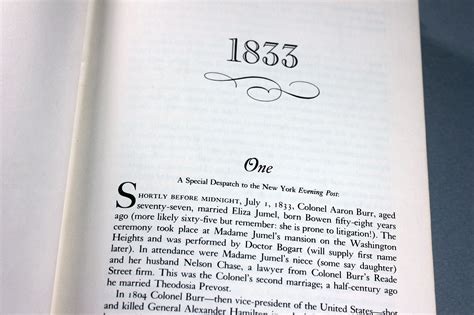 1833
One
A Special Despatch to the New York Evening Post:
SHORTLY BEFORE MIDNIGHT, July 1, 1833, Colonel Aaron Burr, aged
seventy-seven, married Eliza Jumel, born Bowen fifty-eight years
ago (more likely sixty-five but remember: she is prone to litigation!). The
ceremony took place at Madame Jumel's mansion on the Washington
Heights and was performed by Doctor Bogart (will supply first name
later). In attendance were Madame Jumel's niece (some say daughter)
and her husband Nelson Chase, a lawyer from Colonel Burr's Reade
Street firm. This was the Colonel's second marriage; a half-century ago
he married Theodosia Prevost.
In 1804 Colonel Burr—then vice-president of the United States—shot
and killed General Alexander Hamilton in a duel